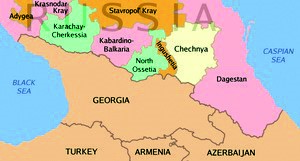 RUSSIA
Krasnodar
Kray
Adygea
Stavropol Kray
Karachay-
Cherkessia
Kabardino-
Balkaria
North
Ossetia
Ingushetia
Chechnya
CASPIAN
SEA
BLACK
SEA
Dagestan
GEORGIA
TURKEY
ARMENIA
AZERBAIJAN